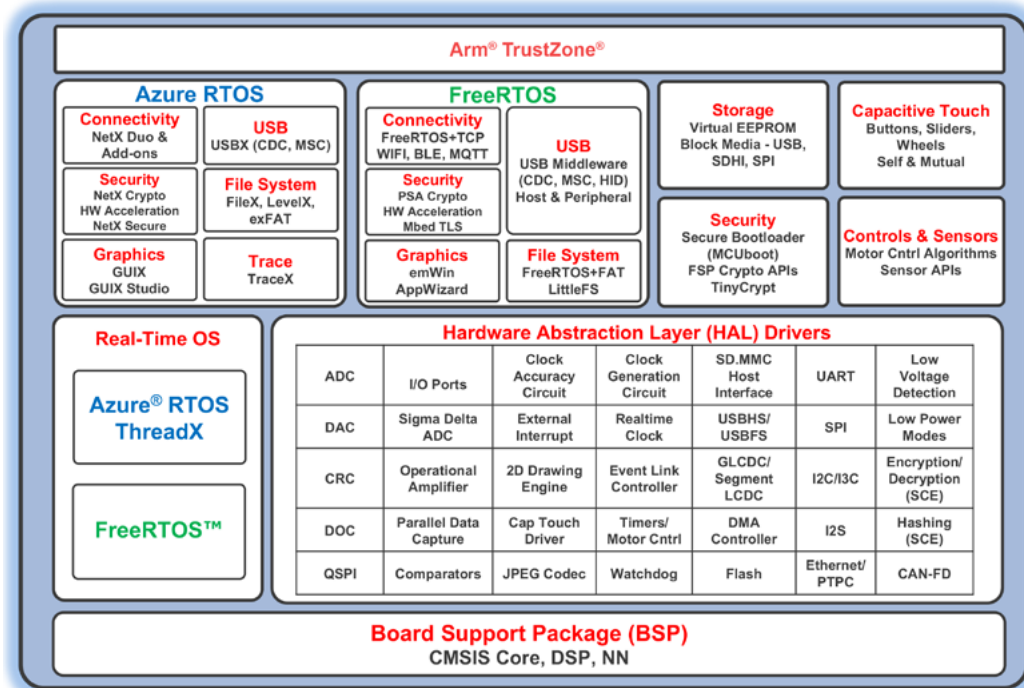 Arm® TrustZone®
Azure RTOS
Connectivity
NetX Duo &
Add-ons
USB
USBX (CDC, MSC)
Security
NetX Crypto
HW Acceleration
NetX Secure
File System
FileX, LevelX,
exFAT
Graphics
GUIX
GUIX Studio
Trace
TraceX
FreeRTOS
Connectivity
FreeRTOS+TCP
WIFI, BLE, MQTT
USB
USB Middleware
(CDC, MSC, HID)
Host & Peripheral
Security
PSA Crypto
HW Acceleration
Mbed TLS
Graphics
emWin
AppWizard
File System
FreeRTOS+FAT
LittleFS
Storage
Virtual EEPROM
Block Media - USB,
SDHI, SPI
Capacitive Touch
Buttons, Sliders,
Wheels
Self & Mutual
Security
Secure Bootloader
(MCUboot)
FSP Crypto APIs
TinyCrypt
Controls & Sensors
Motor Cntrl Algorithms
Sensor APIs
Real-Time OS
Azure® RTOS
ThreadX
FreeRTOS™
Hardware Abstraction Layer (HAL) Drivers
ADC
I/O Ports
Clock
Accuracy
Circuit
Clock
Generation
Circuit
SD.MMC
Host
Interface
UART
Low
Voltage
Detection
DAC
Sigma Delta
ADC
External
Interrupt
Realtime
Clock
USBHS/
USBFS
SPI
Low Power
Modes
CRC
Operational
Amplifier
2D Drawing
Engine
Event Link
Controller
GLCDC/
Segment
LCDC
I2C/I3C
Encryption/
Decryption
(SCE)
DOC
Parallel Data
Capture
Cap Touch
Driver
Timers/
Motor Cntrl
DMA
Controller
I2S
Hashing
(SCE)
QSPI
Comparators
JPEG Codec
Watchdog
Flash
Ethernet/
PTPC
CAN-FD
Board Support Package (BSP)
CMSIS Core, DSP, NN